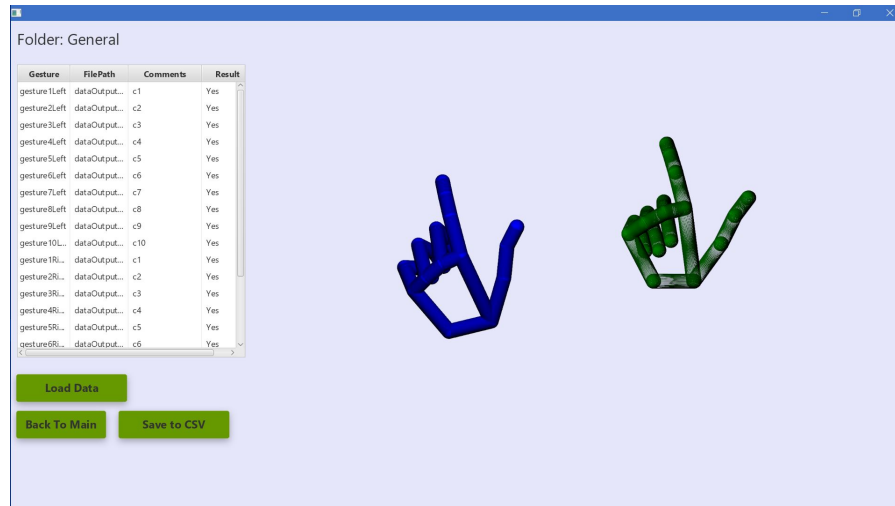 Folder: General
Gesture FilePath Comments Result
gesture1Left dataOutput... c1 Yes
gesture2Left dataOutput... c2 Yes
gesture3Left dataOutput... c3 Yes
gesture4Left dataOutput... c4 Yes
gesture5Left dataOutput... c5 Yes
gesture6Left dataOutput... c6 Yes
gesture7Left dataOutput... c7 Yes
gesture8Left dataOutput... c8 Yes
gesture9Left dataOutput... c9 Yes
gesture10L... dataOutput... c10 Yes
gesture1Ri... dataOutput... c1 Yes
gesture2Ri... dataOutput... c2 Yes
gesture3Ri... dataOutput... c3 Yes
gesture4Ri... dataOutput... c4 Yes
gesture5Ri... dataOutput... c5 Yes
gesture6Ri... dataOutput... c6 Yes
Load Data
Back To Main Save to CSV